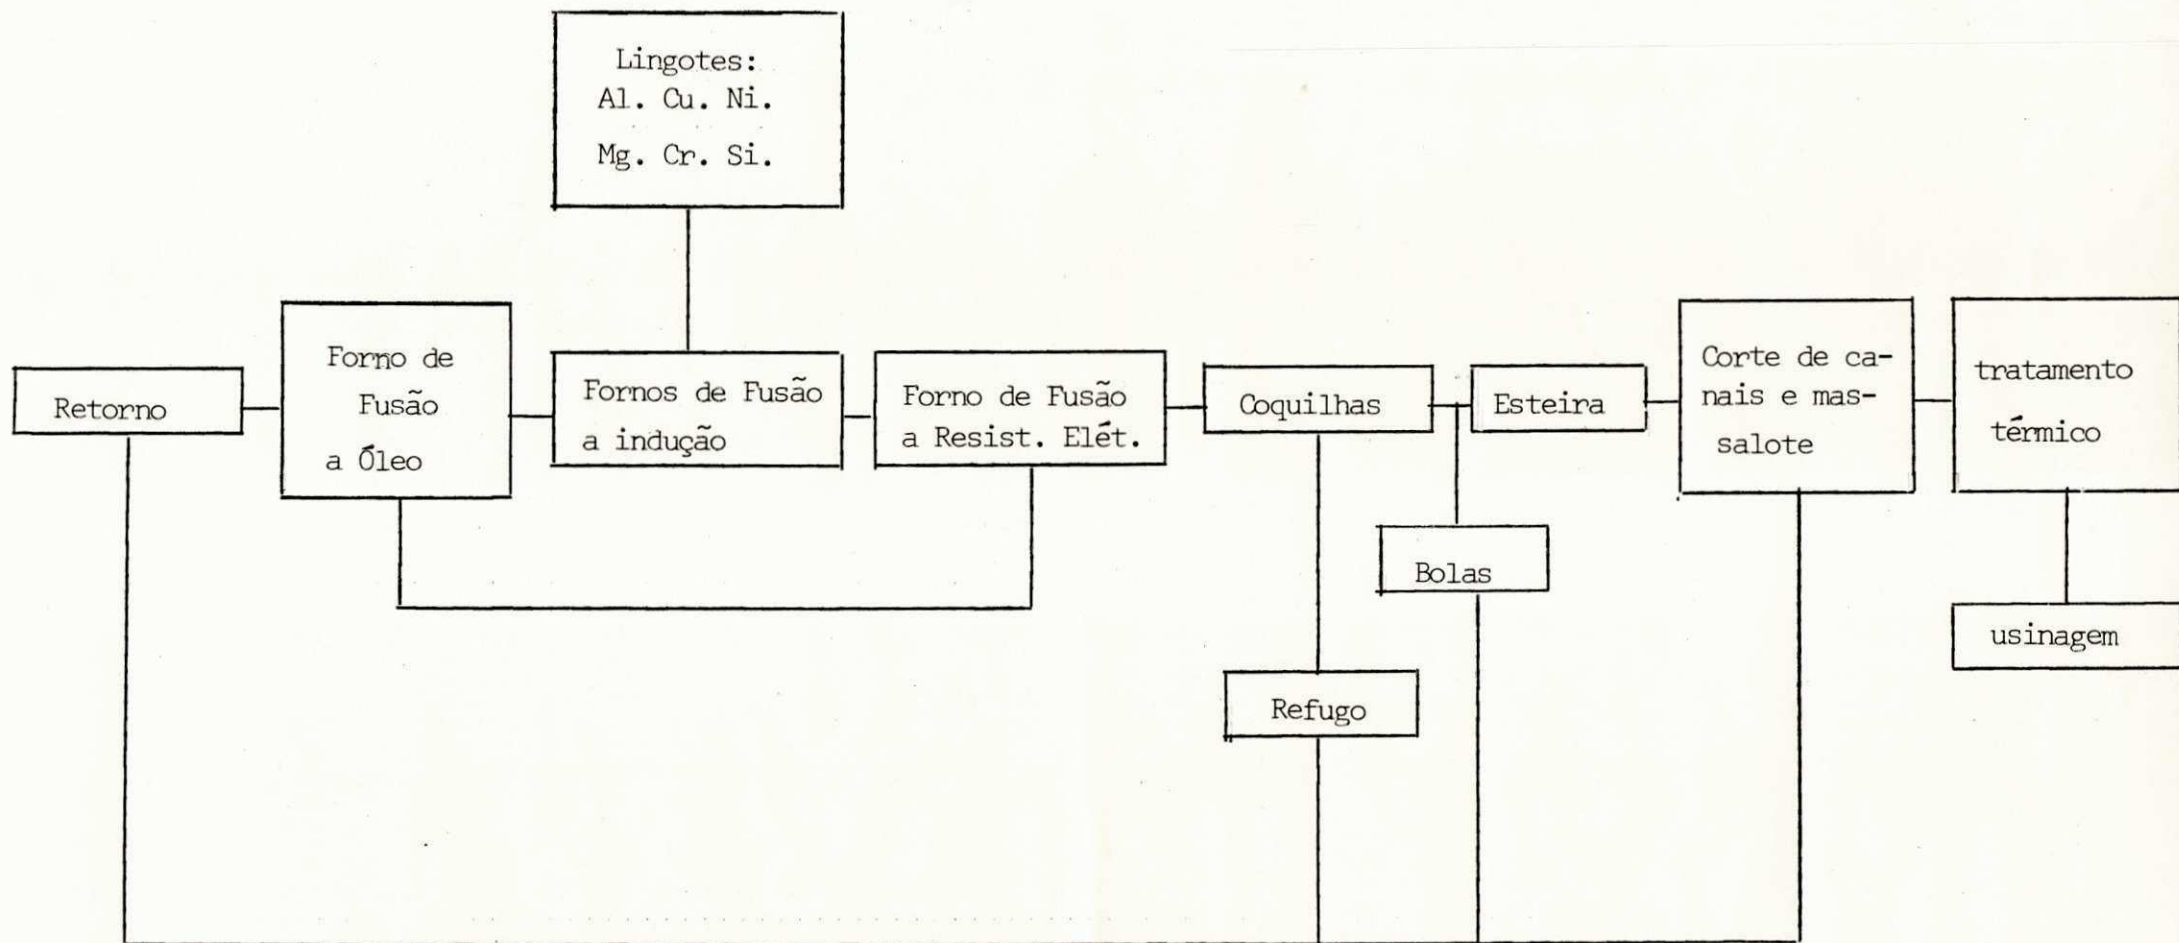 Lingotes:
Al. Cu. Ni.
Mg. Cr. Si.
Retorno
Forno de
Fusão
a Óleo
Fornos de Fusão
a indução
Forno de Fusão
a Resist. Elét.
Coquilhas
Esteira
Corte de ca-
nais e mas-
salote
tratamento
térmico
Bolas
usinagem
Refugo